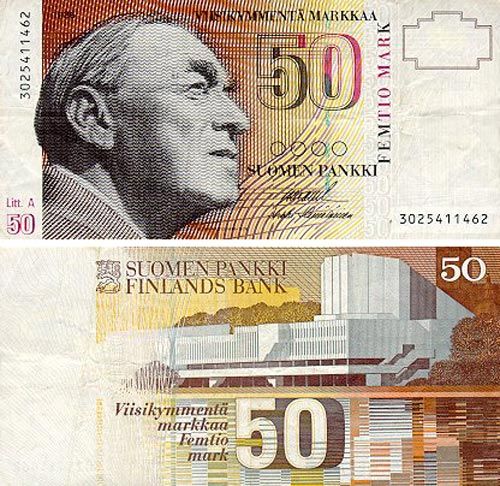 VIISIKYMMENTÄ MARKKAA
3025411462
50
FEMTIO MARK
SUOMEN PANKKI
Litt. A
50
3025411462
SUOMEN PANKKI
FINLANDS BANK
50
Viisikymmentä
markkaa
Femtio
mark
50